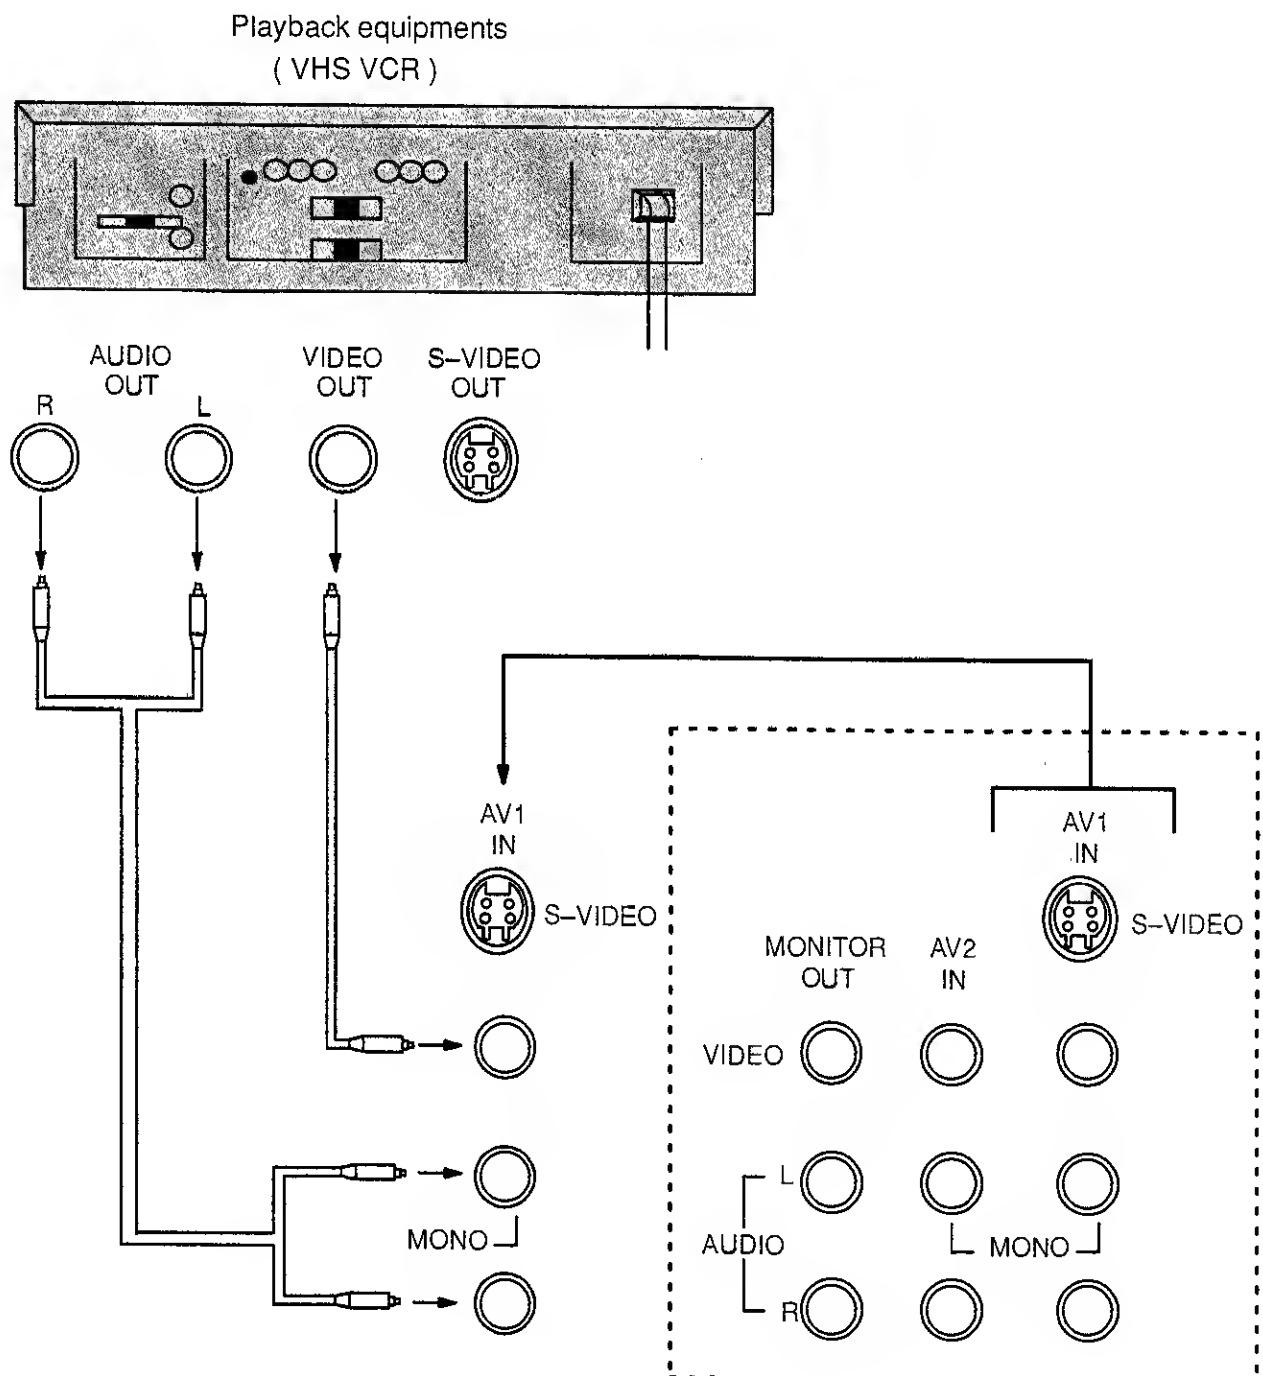 Playback equipments
( VHS VCR )
AUDIO
OUT
R
L
VIDEO
OUT
S–VIDEO
OUT
AV1
IN
S–VIDEO
MONO
AV1
IN
S–VIDEO
MONITOR
OUT
AV2
IN
VIDEO
L
AUDIO
MONO
R